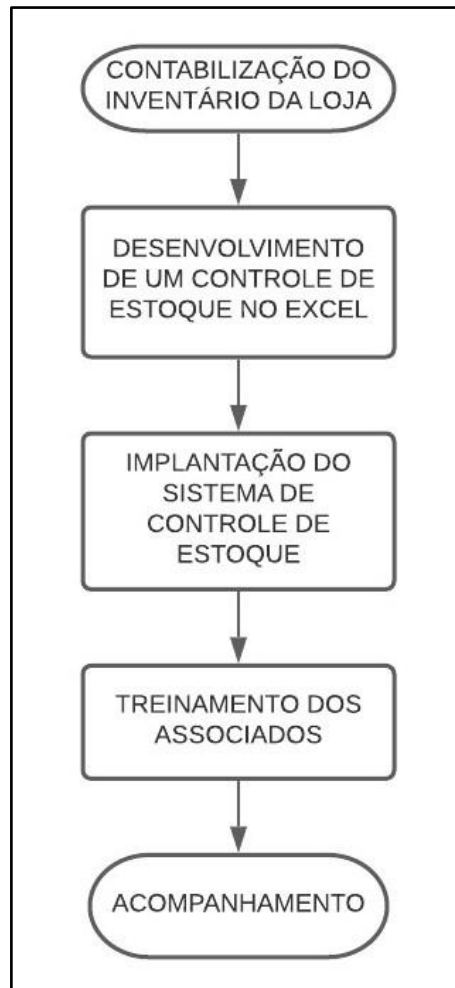 CONTABILIZAÇÃO DO
INVENTÁRIO DA LOJA
DESENVOLVIMENTO
DE UM CONTROLE DE
ESTOQUE NO EXCEL
IMPLANTAÇÃO DO
SISTEMA DE
CONTROLE DE
ESTOQUE
TREINAMENTO DOS
ASSOCIADOS
ACOMPANHAMENTO